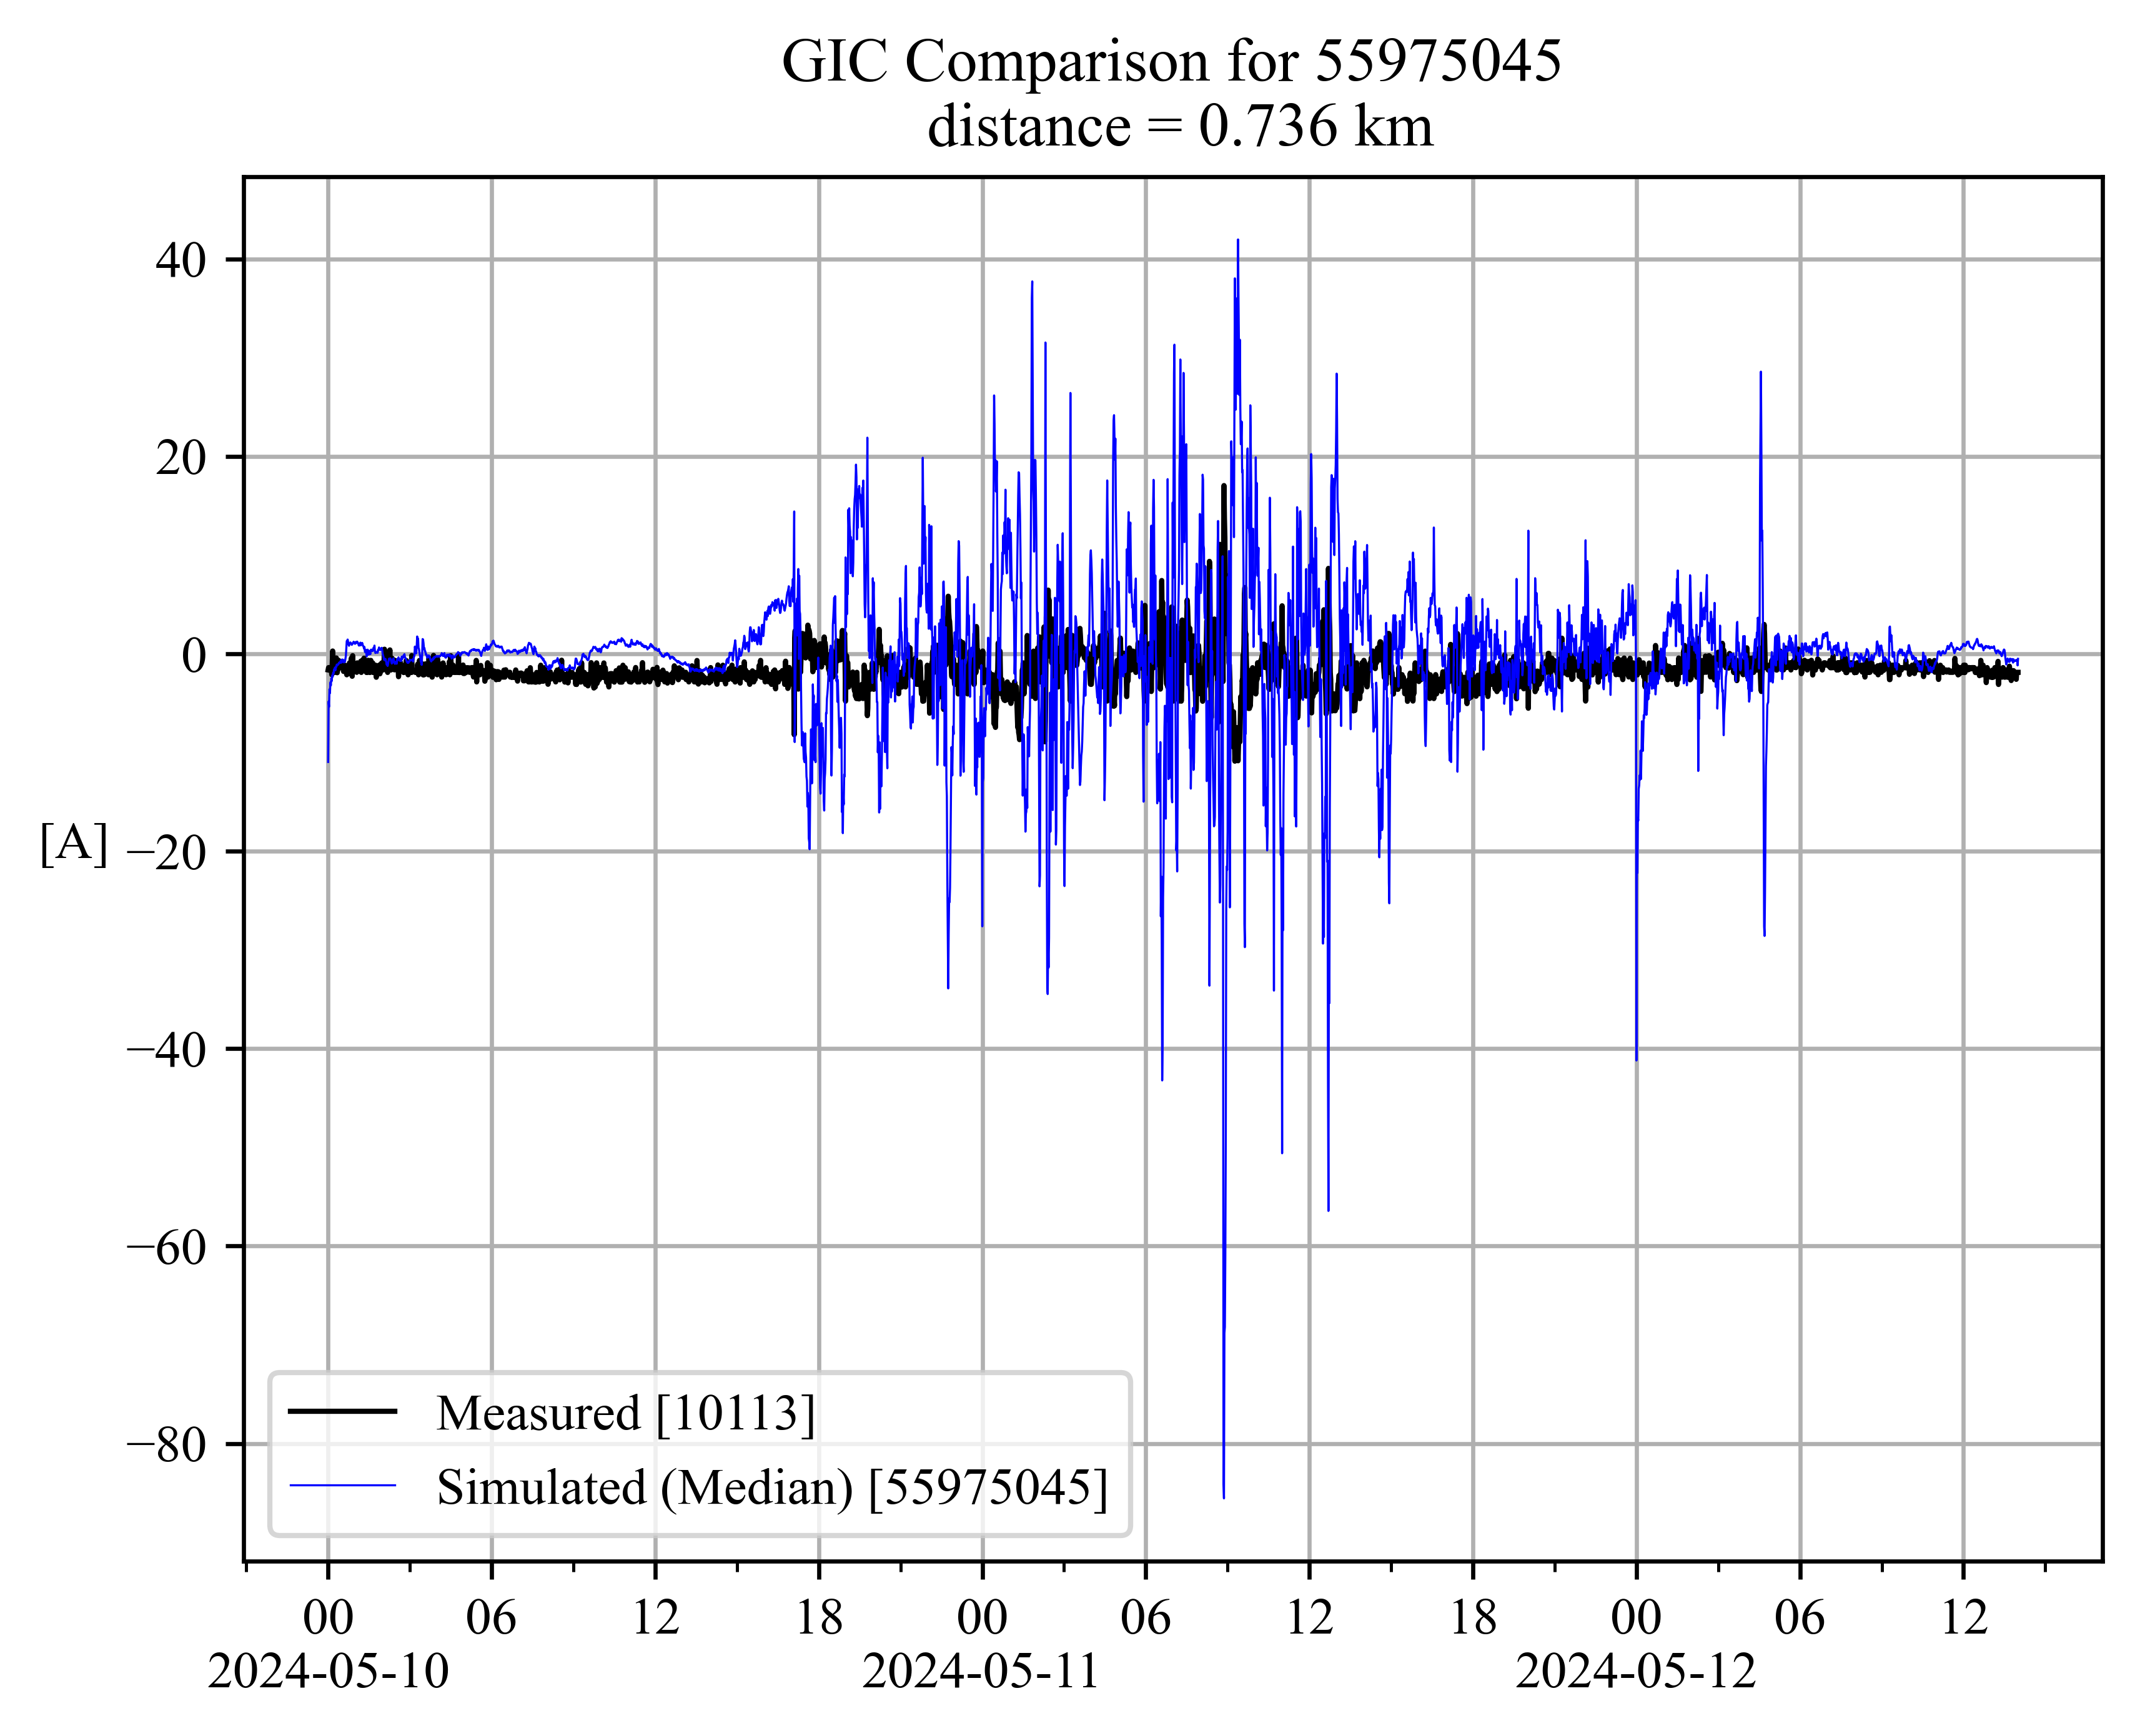 GIC Comparison for 55975045
distance = 0.736 km
40
20
0
[A] −20
−40
−60
−80
Measured [10113]
Simulated (Median) [55975045]
00 06 12 18 00 06 12 18 00 06 12
2024-05-10 2024-05-11 2024-05-12